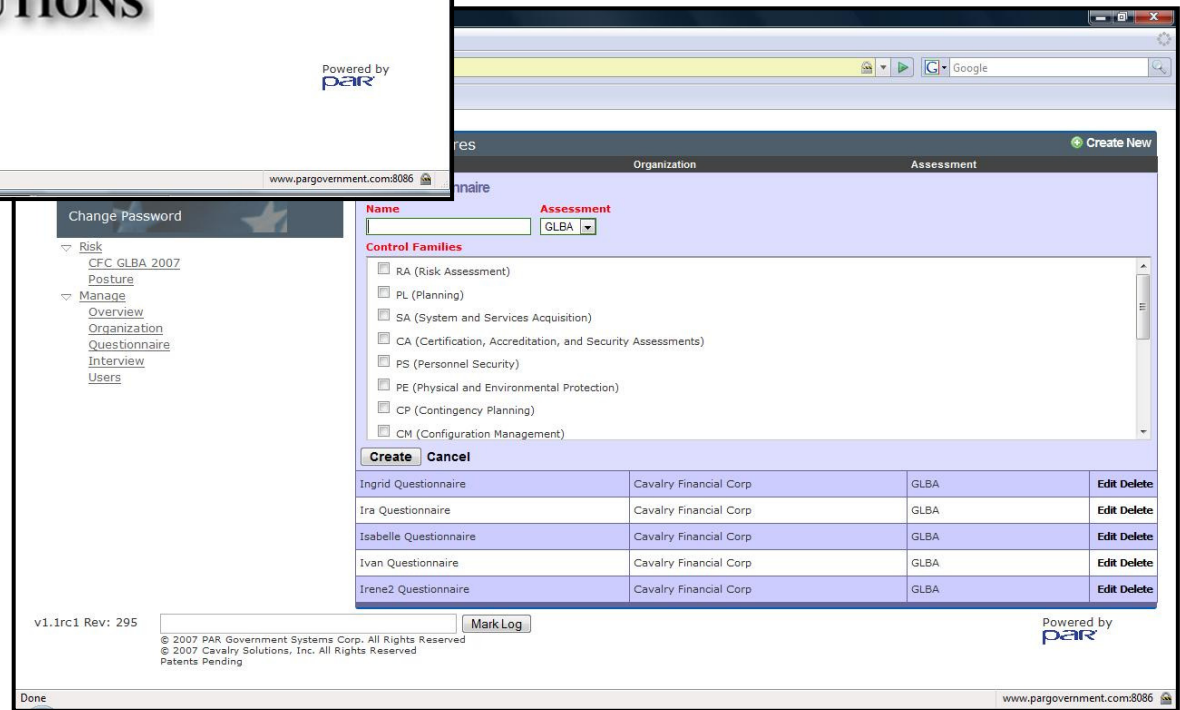 UTIONS
Powered by
par
www.pargovernment.com:8086
Google
res
Create New
Organization Assessment
nnaire
Name Assessment
GLBA
Control Families
RA (Risk Assessment)
PL (Planning)
SA (System and Services Acquisition)
CA (Certification, Accreditation, and Security Assessments)
PS (Personnel Security)
PE (Physical and Environmental Protection)
CP (Contingency Planning)
CM (Configuration Management)
Create Cancel
Change Password
Risk
CFC GLBA 2007
Posture
Manage
Overview
Organization
Questionnaire
Interview
Users
Ingrid Questionnaire Cavalry Financial Corp GLBA Edit Delete
Ira Questionnaire Cavalry Financial Corp GLBA Edit Delete
Isabelle Questionnaire Cavalry Financial Corp GLBA Edit Delete
Ivan Questionnaire Cavalry Financial Corp GLBA Edit Delete
Irene2 Questionnaire Cavalry Financial Corp GLBA Edit Delete
v1.1rc1 Rev: 295 Mark Log
© 2007 PAR Government Systems Corp. All Rights Reserved
© 2007 Cavalry Solutions, Inc. All Rights Reserved
Patents Pending
Powered by
par
Done www.pargovernment.com:8086